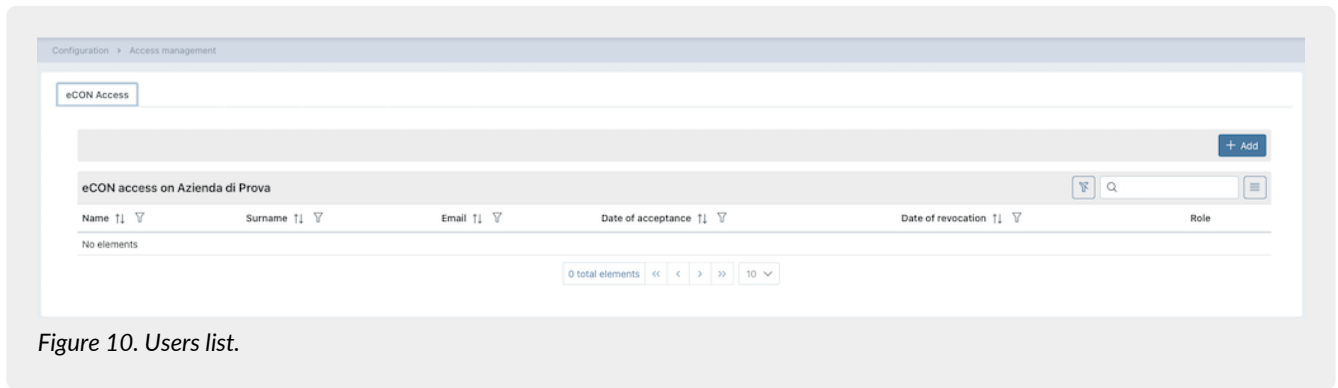 Configuration > Access management
eCON Access
+ Add
eCON access on Azienda di Prova
Name Surname Email Date of acceptance Date of revocation Role
No elements
0 total elements << < > >> 10
Figure 10. Users list.